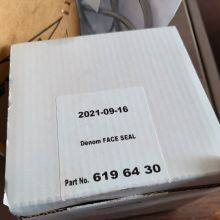 2021-09-16
Denom FACE SEAL
Part No. 619 64 30